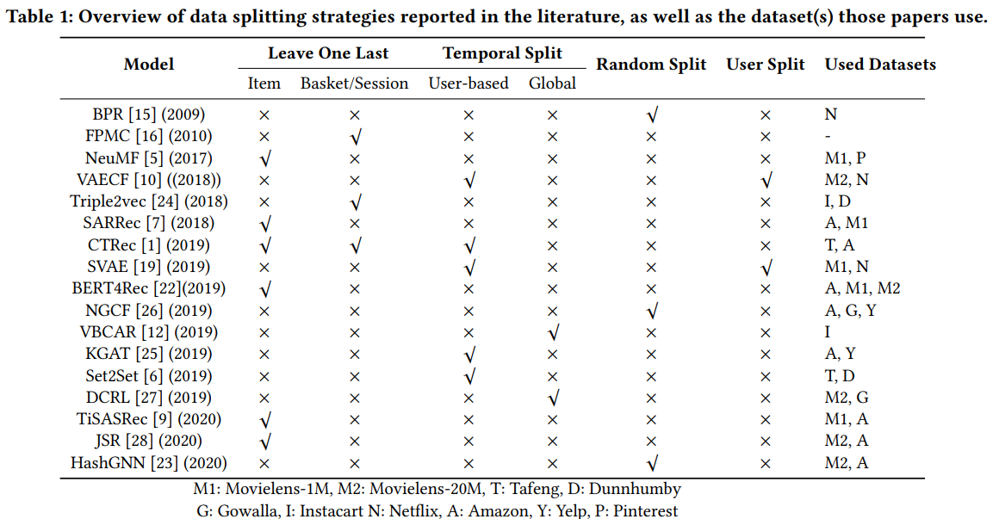 Table 1: Overview of data splitting strategies reported in the literature, as well as the dataset(s) those papers use.
Model Leave One Last Temporal Split Random Split User Split Used Datasets
Item Basket/Session User-based Global
BPR [15] (2009) × × × × √ × N
FPMC [16] (2010) × √ × × × × -
NeuMF [5] (2017) √ × × × × × M1, P
VAECF [10] ((2018)) × × √ × × √ M2, N
Triple2vec [24] (2018) × √ × × × × I, D
SARRec [7] (2018) √ × × × × × A, M1
CTRec [1] (2019) √ √ √ × × × T, A
SVAE [19] (2019) × × √ × × √ M1, N
BERT4Rec [22](2019) √ × × × × × A, M1, M2
NGCF [26] (2019) × × × × √ × A, G, Y
VBCAR [12] (2019) × × × √ × × I
KGAT [25] (2019) × × √ × × × A, Y
Set2Set [6] (2019) × × √ × × × T, D
DCRL [27] (2019) × × × √ × × M2, G
TiSASRec [9] (2020) √ × × × × × M1, A
JSR [28] (2020) √ × × × × × M2, A
HashGNN [23] (2020) × × × × √ × M2, A
M1: Movielens-1M, M2: Movielens-20M, T: Tafeng, D: Dunnhumby
G: Gowalla, I: Instacart N: Netflix, A: Amazon, Y: Yelp, P: Pinterest